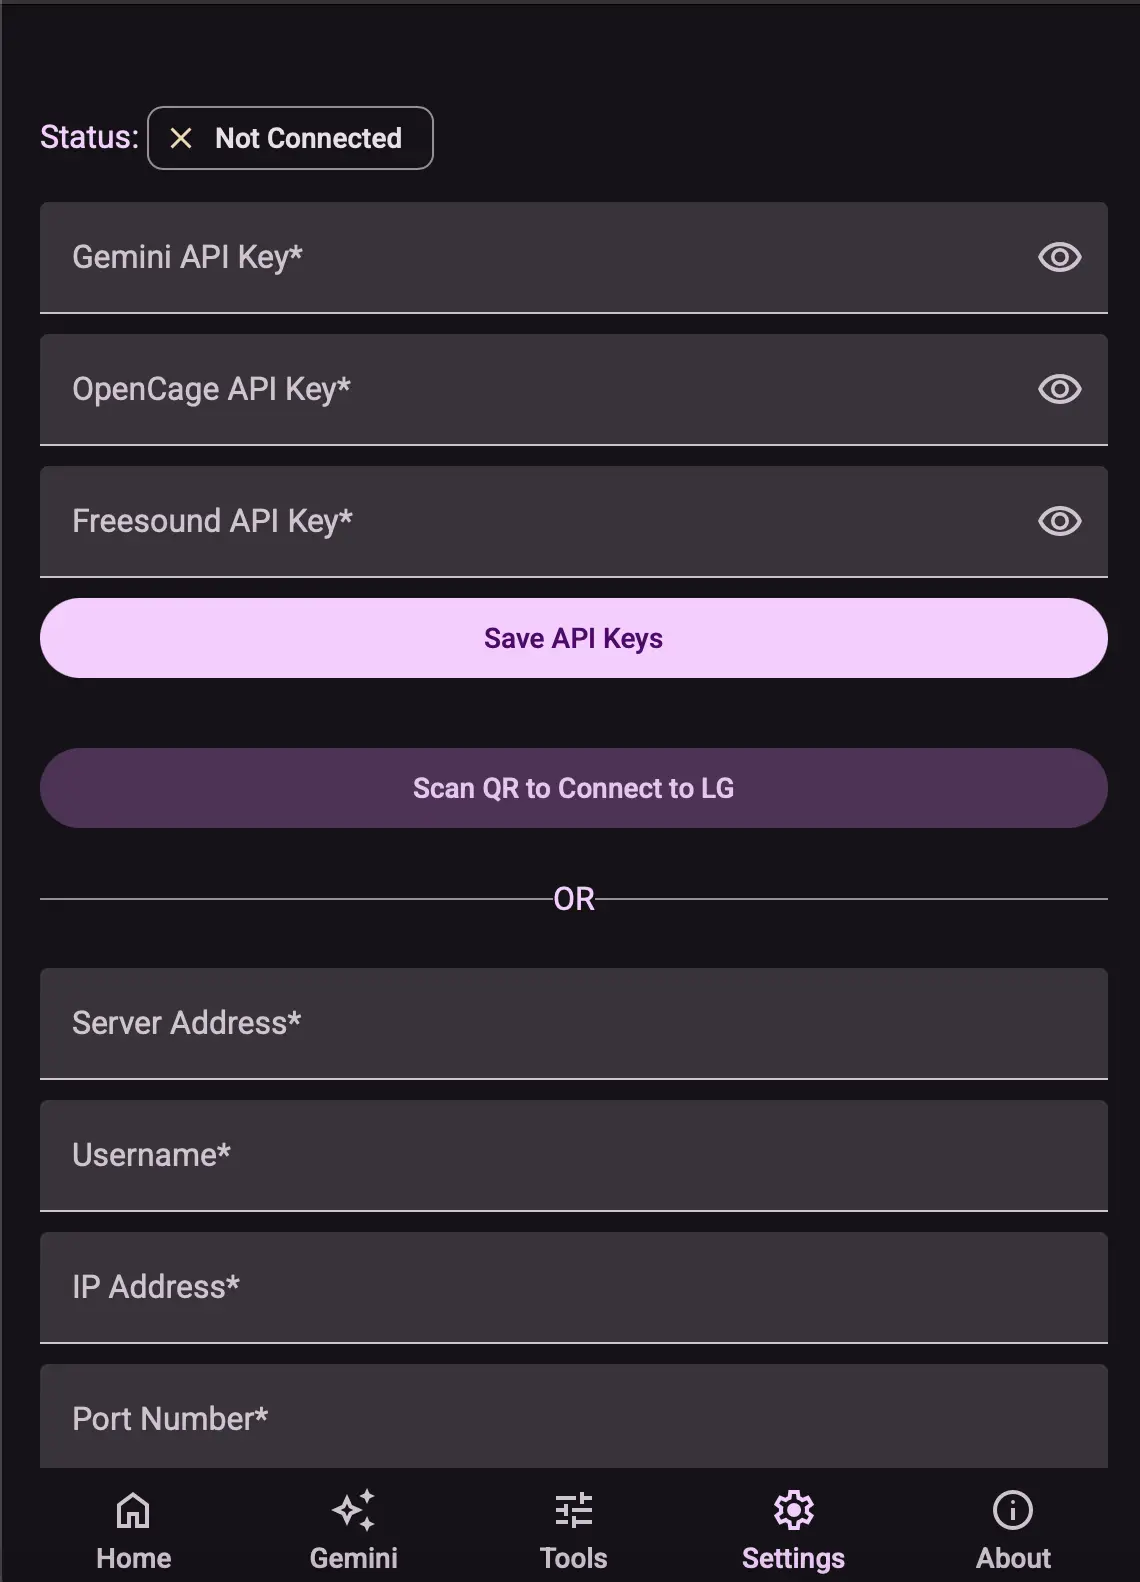 Status: Not Connected
Gemini API Key*
OpenCage API Key*
Freesound API Key*
Save API Keys
Scan QR to Connect to LG
OR
Server Address*
Username*
IP Address*
Port Number*
Home Gemini Tools Settings About